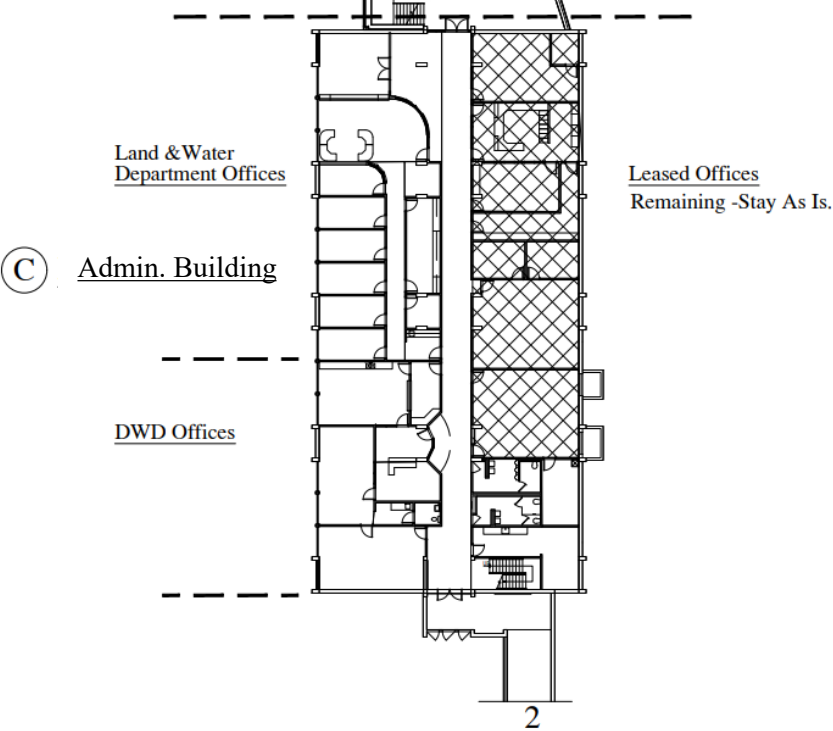 Land &Water
Department Offices
Leased Offices
Remaining -Stay As Is.
C
Admin. Building
DWD Offices
2